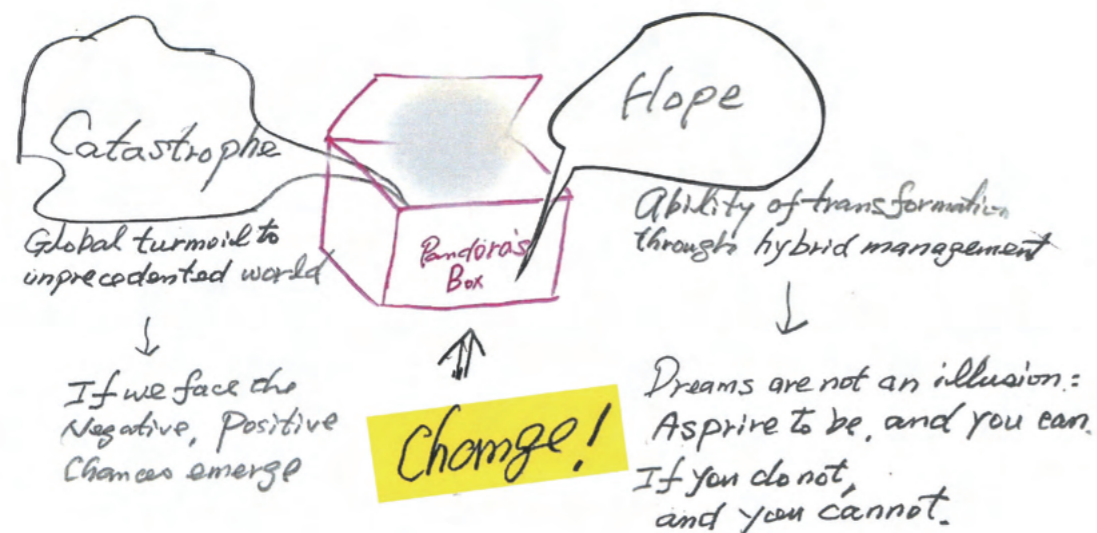 Catastrophe
Global turmoil to
unprecedented world
If we face the
Negative, Positive
Chances emerge
Pandora's
Box
Change!
Hope
Ability of transformation
through hybrid management
Dreams are not an illusion:
Asprire to be, and you can.
If you do not,
and you cannot.